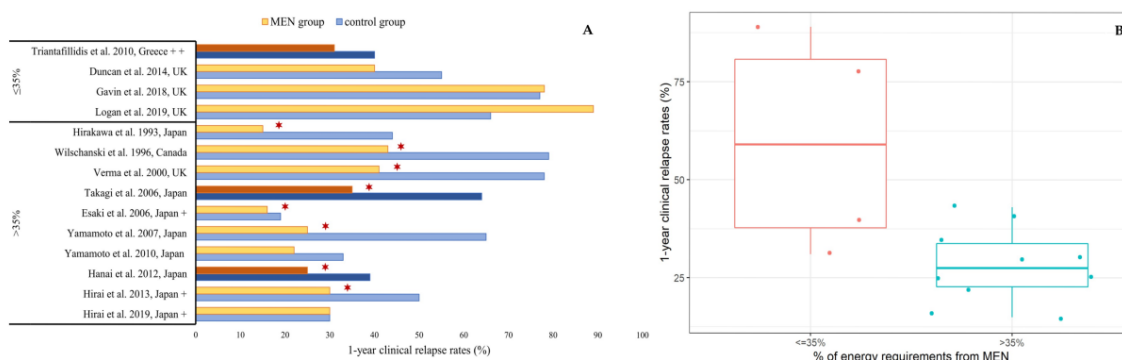 MEN group
control group
A
≤35%
Triantafillidis et al. 2010, Greece + +
Duncan et al. 2014, UK
Gavin et al. 2018, UK
Logan et al. 2019, UK
>35%
Hirakawa et al. 1993, Japan
Wilschanski et al. 1996, Canada
Verma et al. 2000, UK
Takagi et al. 2006, Japan
Esaki et al. 2006, Japan +
Yamamoto et al. 2007, Japan
Yamamoto et al. 2010, Japan
Hanai et al. 2012, Japan
Hirai et al. 2013, Japan +
Hirai et al. 2019, Japan +
0 10 20 30 40 50 60 70 80 90 100
1-year clinical relapse rates (%)
B
1-year clinical relapse rates (%)
75
50
25
<=35% >35%
% of energy requirements from MEN